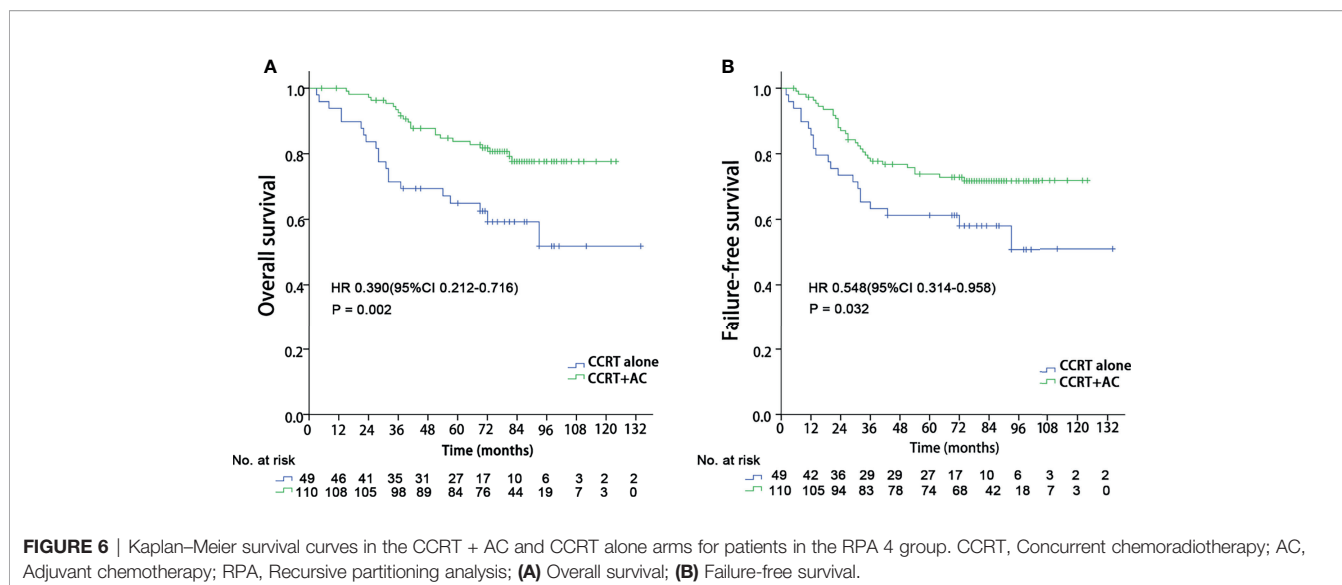 A
1.0
0.8
0.6
0.4
0.2
0.0
Overall survival
HR 0.390(95%CI 0.212-0.716)
P = 0.002
CCRT alone
CCRT+AC
0 12 24 36 48 60 72 84 96 108 120 132
Time (months)
No. at risk
49 46 41 35 31 27 17 10 6 3 2 2
110 108 105 98 89 84 76 44 19 7 3 0
B
1.0
0.8
0.6
0.4
0.2
0.0
Failure-free survival
HR 0.548(95%CI 0.314-0.958)
P = 0.032
CCRT alone
CCRT+AC
0 12 24 36 48 60 72 84 96 108 120 132
Time (months)
No. at risk
49 42 36 29 29 27 17 10 6 3 2 2
110 105 94 83 78 74 68 42 18 7 3 0
FIGURE 6 | Kaplan–Meier survival curves in the CCRT + AC and CCRT alone arms for patients in the RPA 4 group. CCRT, Concurrent chemoradiotherapy; AC,
Adjuvant chemotherapy; RPA, Recursive partitioning analysis; (A) Overall survival; (B) Failure-free survival.